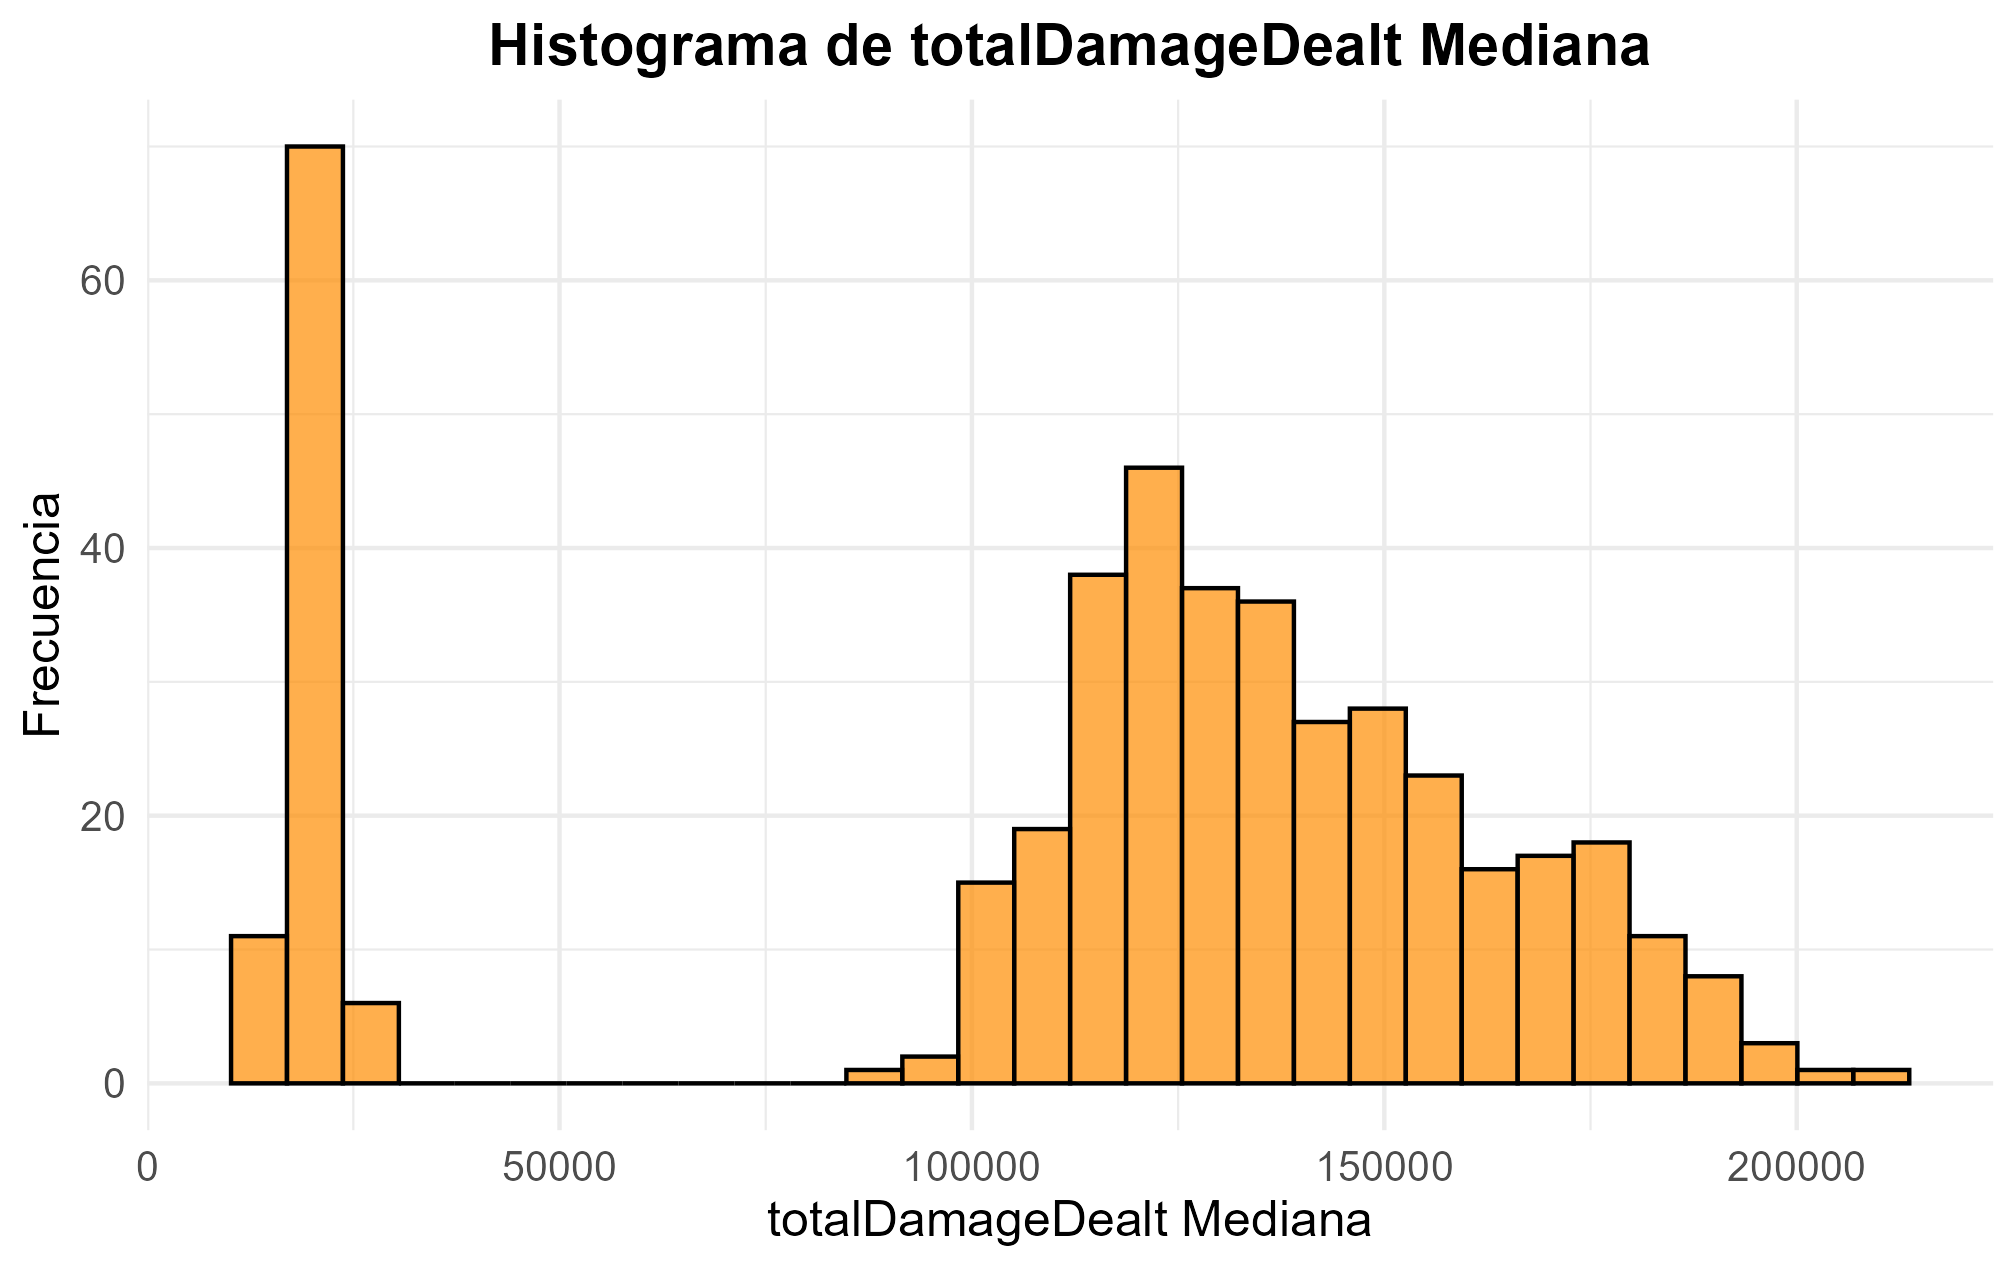 Histograma de totalDamageDealt Mediana
Frecuencia
60
40
20
0
0 50000 100000 150000 200000
totalDamageDealt Mediana